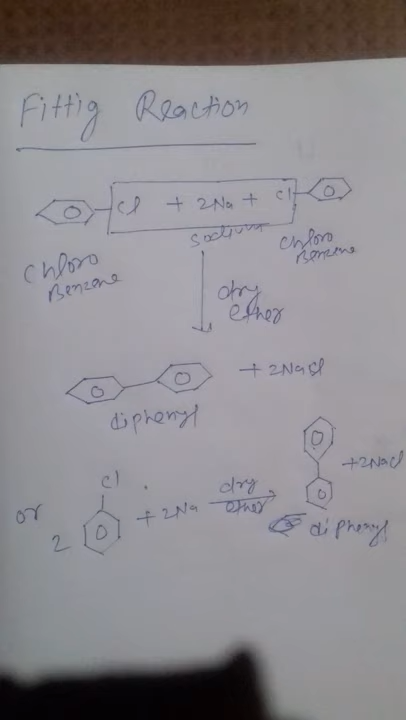 Fittig Reaction
Cl + 2Na + Cl
Sodium
Chloro
Benzene
Chloro
Benzene
dry
ether
+ 2NaCl
diphenyl
or 2 Cl + 2Na dry
ether + 2NaCl
diphenyl